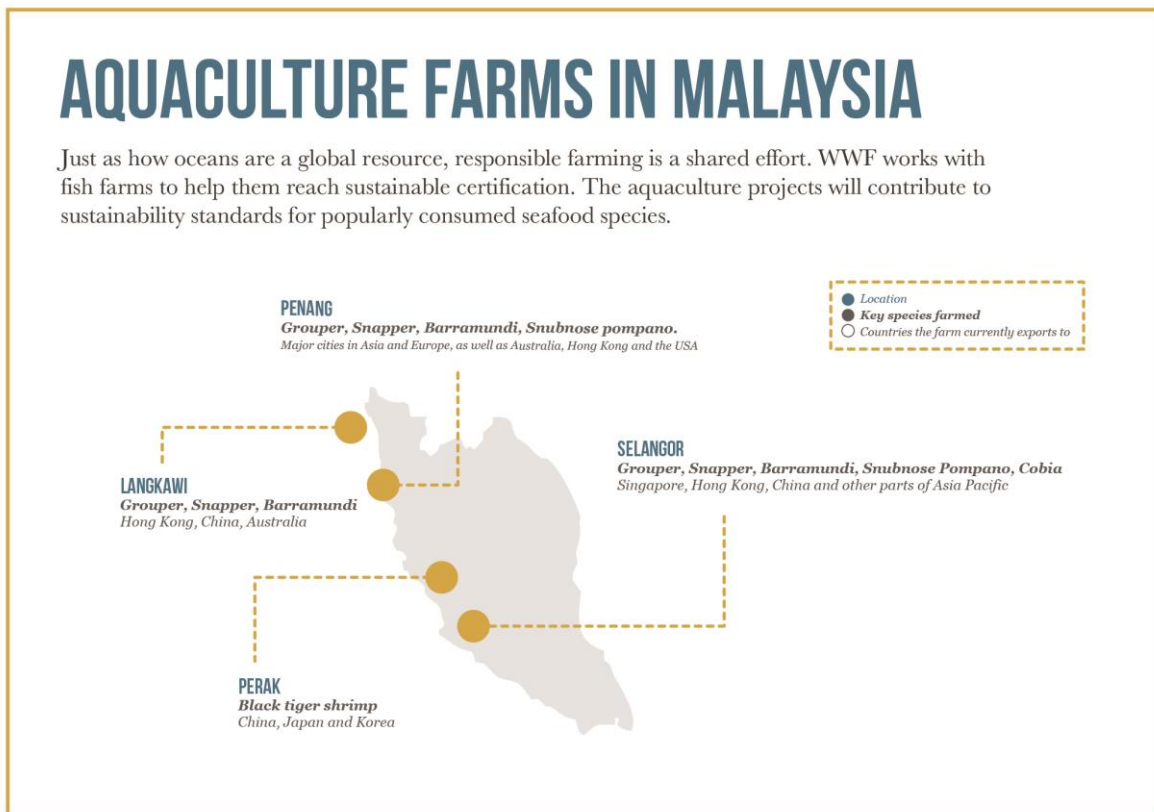 AQUACULTURE FARMS IN MALAYSIA
Just as how oceans are a global resource, responsible farming is a shared effort. WWF works with
fish farms to help them reach sustainable certification. The aquaculture projects will contribute to
sustainability standards for popularly consumed seafood species.
Location
Key species farmed
Countries the farm currently exports to
PENANG
Grouper, Snapper, Barramundi, Snubnose pompano.
Major cities in Asia and Europe, as well as Australia, Hong Kong and the USA
SELANGOR
Grouper, Snapper, Barramundi, Snubnose Pompano, Cobia
Singapore, Hong Kong, China and other parts of Asia Pacific
LANGKAWI
Grouper, Snapper, Barramundi
Hong Kong, China, Australia
PERAK
Black tiger shrimp
China, Japan and Korea